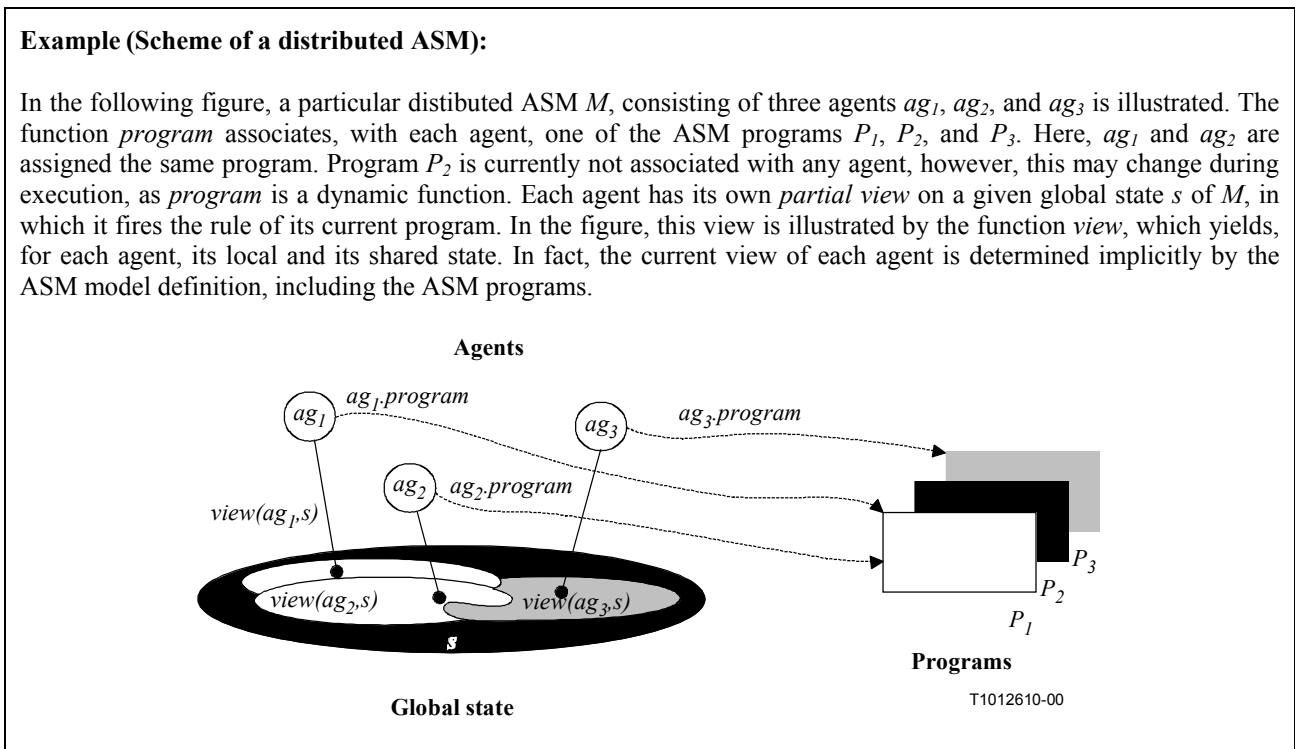 Example (Scheme of a distributed ASM):
In the following figure, a particular distibuted ASM M, consisting of three agents ag1, ag2, and ag3 is illustrated. The
function program associates, with each agent, one of the ASM programs P1, P2, and P3. Here, ag1 and ag2 are
assigned the same program. Program P2 is currently not associated with any agent, however, this may change during
execution, as program is a dynamic function. Each agent has its own partial view on a given global state s of M, in
which it fires the rule of its current program. In the figure, this view is illustrated by the function view, which yields,
for each agent, its local and its shared state. In fact, the current view of each agent is determined implicitly by the
ASM model definition, including the ASM programs.
Agents
ag1
ag1.program
ag3
ag3.program
ag2
ag2.program
view(ag1,s)
view(ag2,s)
view(ag3,s)
s
P3
P2
P1
Programs
Global state
T1012610-00